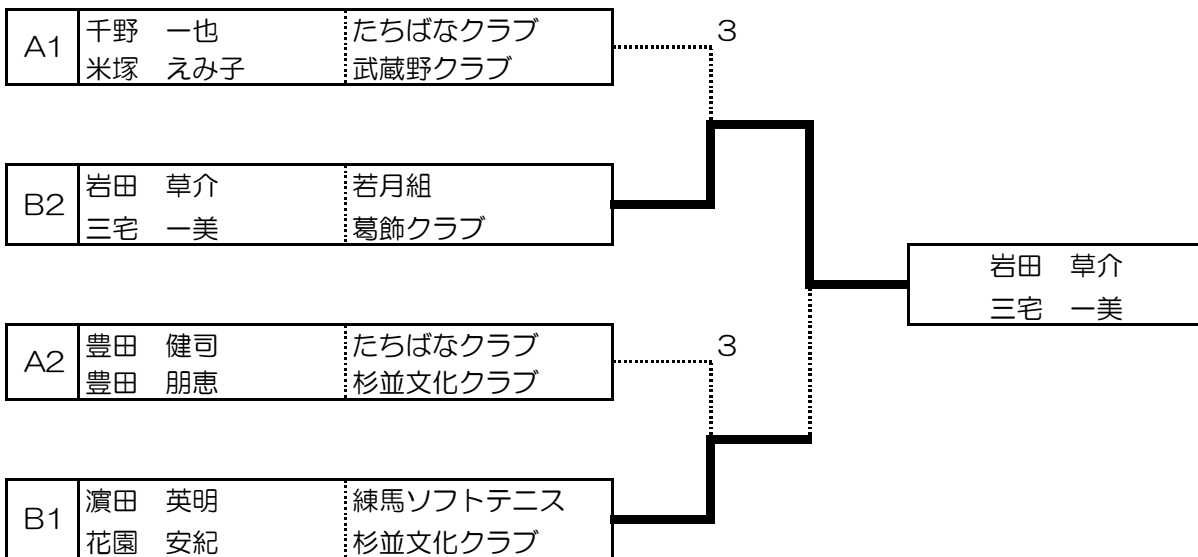 A1 千野　一也 たちばなクラブ 3
米塚　えみ子 武蔵野クラブ
B2 岩田　草介 若月組
三宅　一美 葛飾クラブ
岩田　草介
三宅　一美
A2 豊田　健司 たちばなクラブ 3
豊田　朋恵 杉並文化クラブ
B1 濵田　英明 練馬ソフトテニス
花園　安紀 杉並文化クラブ